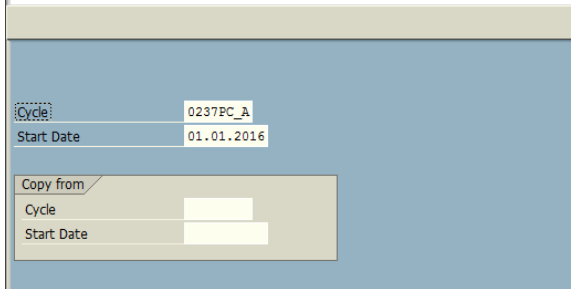 Cycle 0237PC_A
Start Date 01.01.2016
Copy from
Cycle
Start Date